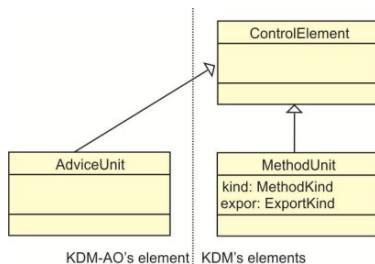 ControlElement
AdviceUnit
MethodUnit
kind: MethodKind
expor: ExportKind
KDM-AO's element
KDM's elements